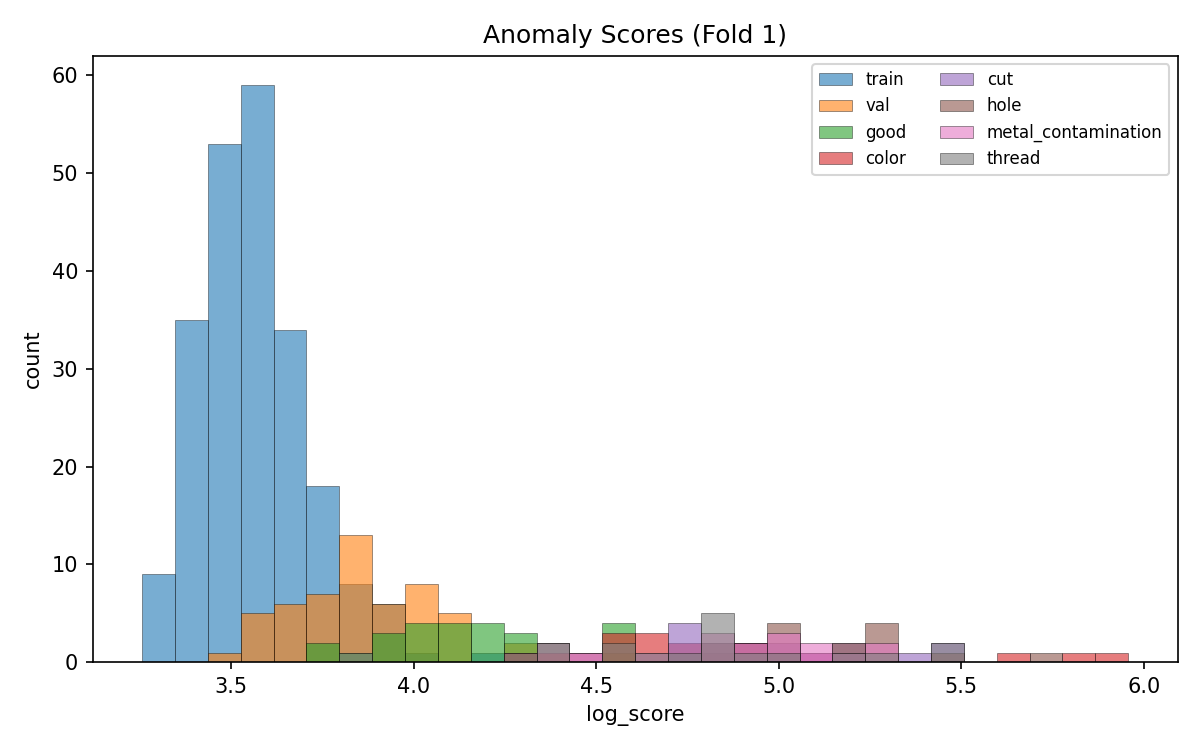 Anomaly Scores (Fold 1)
train
val
good
color
cut
hole
metal_contamination
thread
count
60
50
40
30
20
10
0
3.5
4.0
4.5
5.0
5.5
6.0
log_score